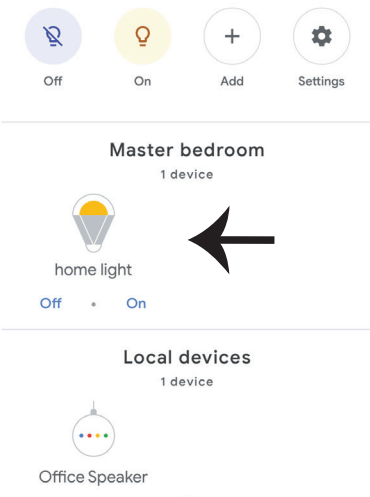 Off On Add Settings
Master bedroom
1 device
home light
Off • On
Local devices
1 device
Office Speaker